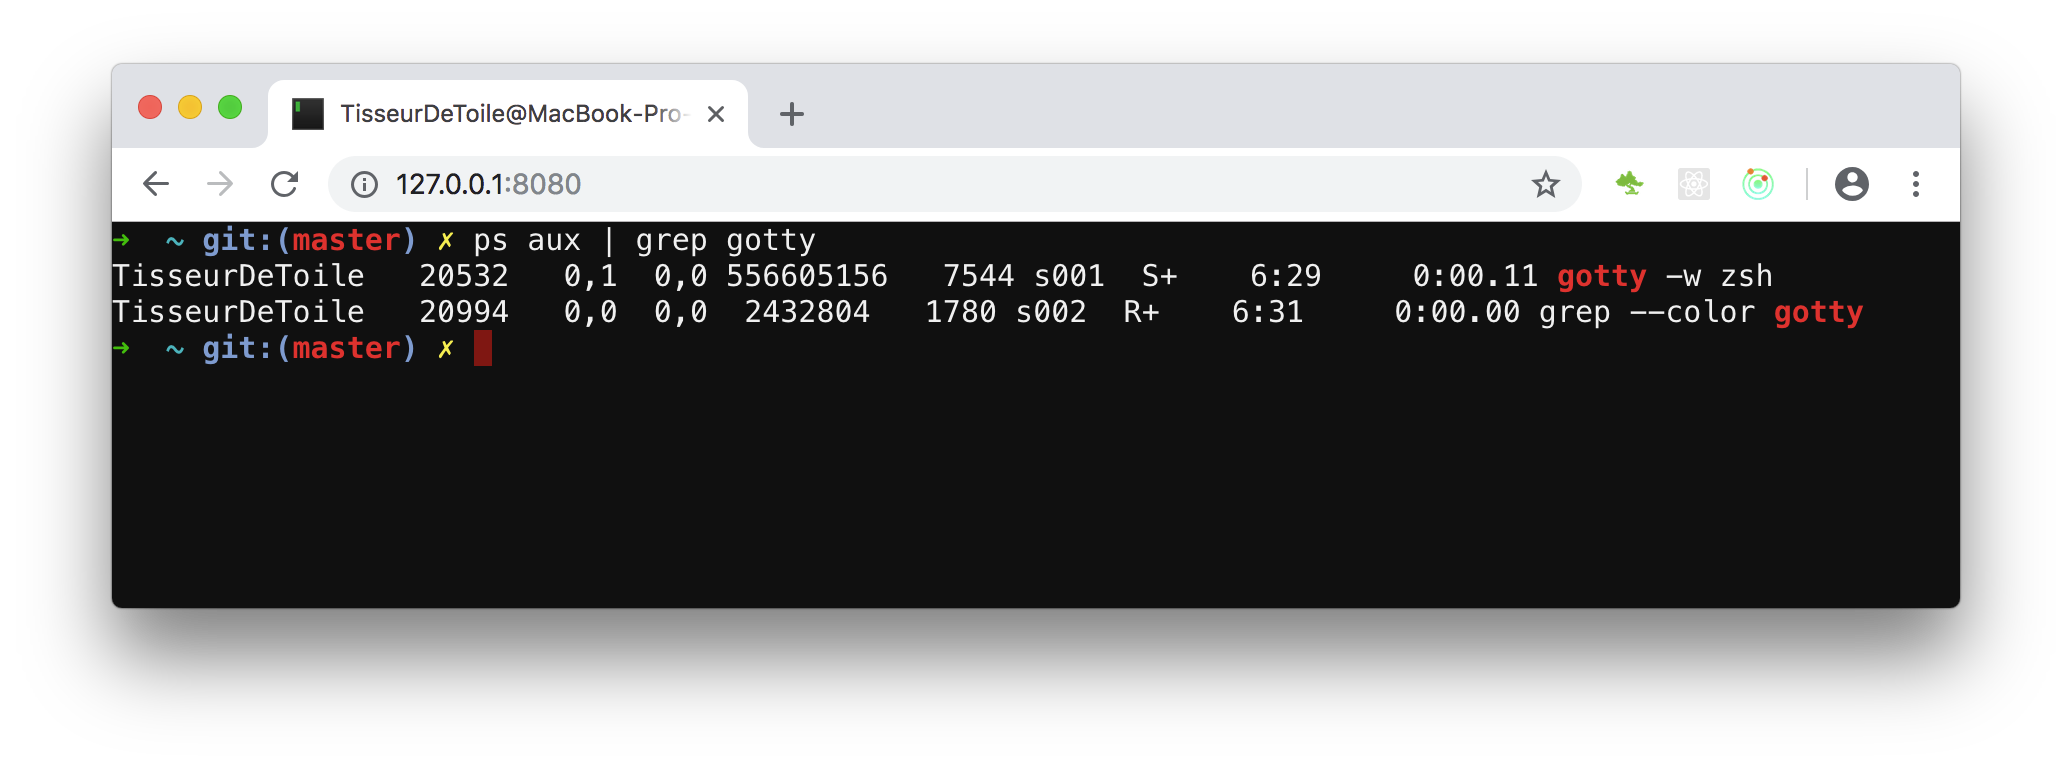 TisseurDeToile@MacBook-Pro-
127.0.0.1:8080
➜  ~ git:(master) ✗ ps aux | grep gotty
TisseurDeToile   20532   0,1  0,0 556605156   7544 s001  S+    6:29     0:00.11 gotty -w zsh
TisseurDeToile   20994   0,0  0,0  2432804   1780 s002  R+    6:31     0:00.00 grep --color gotty
➜  ~ git:(master) ✗